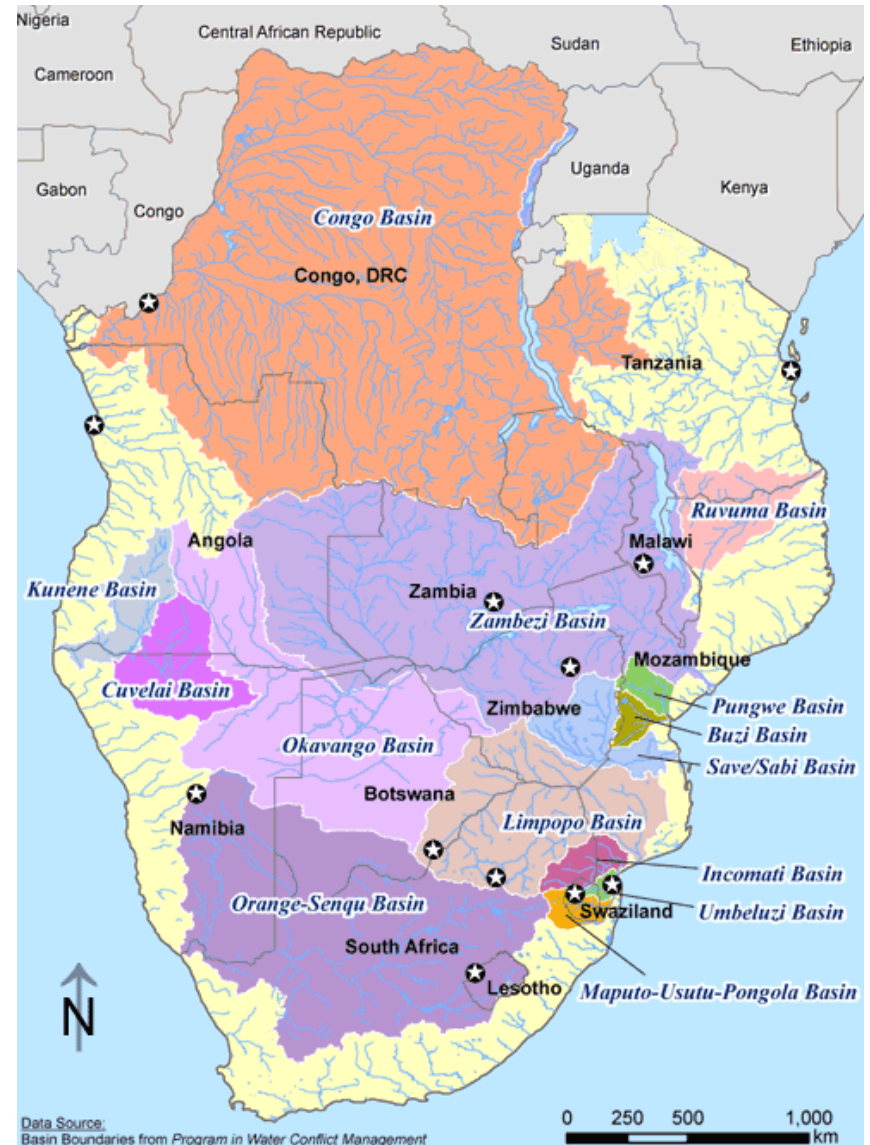 Nigeria
Central African Republic
Sudan
Ethiopia
Cameroon
Uganda
Kenya
Gabon
Congo
Congo Basin
Congo, DRC
Tanzania
Ruvuma Basin
Angola
Malawi
Kunene Basin
Zambia
Zambezi Basin
Mozambique
Cuvelai Basin
Zimbabwe
Pungwe Basin
Buzi Basin
Okavango Basin
Save/Sabi Basin
Botswana
Namibia
Limpopo Basin
Incomati Basin
Orange-Senqu Basin
Swaziland
Umbeluzi Basin
South Africa
Lesotho
Maputo-Usutu-Pongola Basin
N
0 250 500 1,000
km
Data Source:
Basin Boundaries from Program in Water Conflict Management